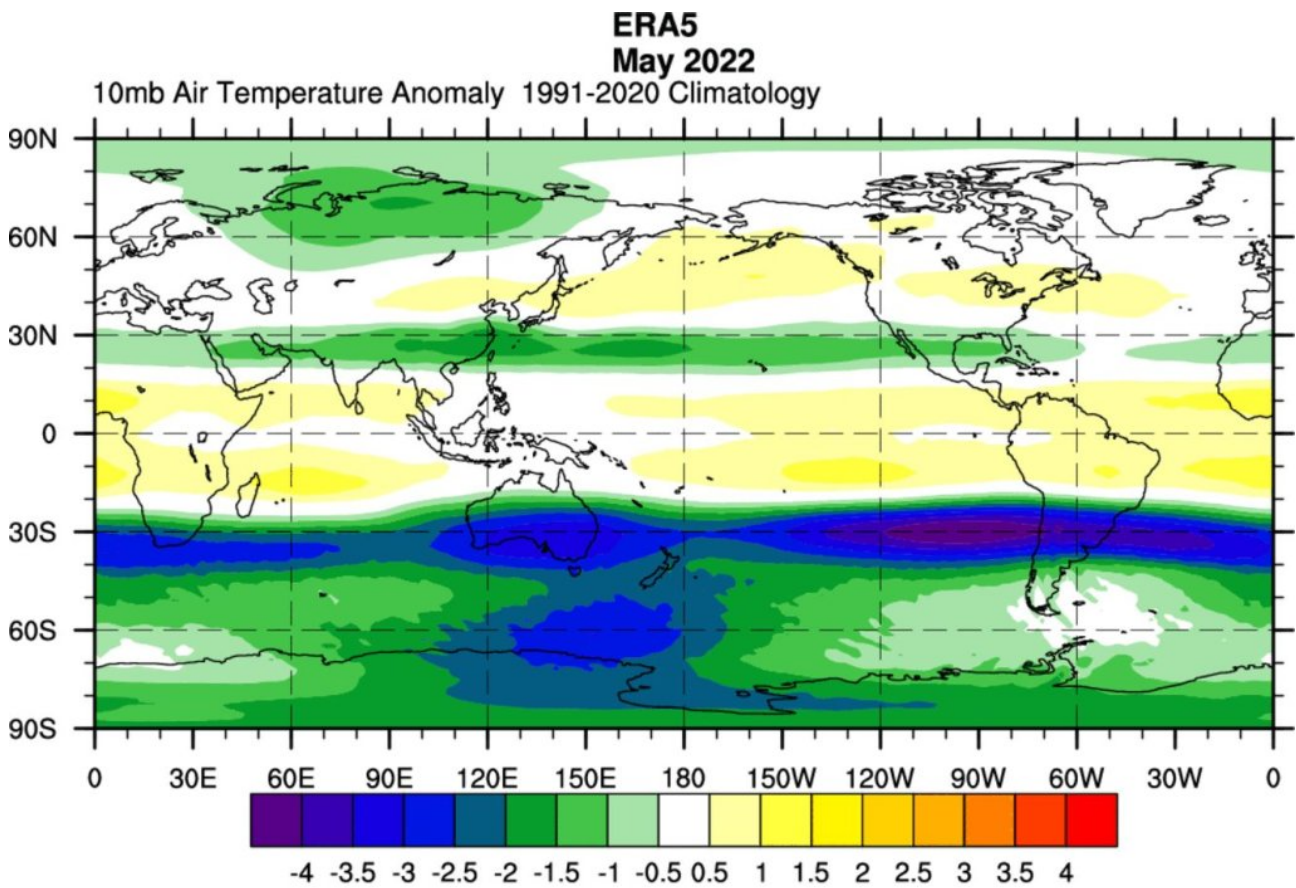 ERA5
May 2022
10mb Air Temperature Anomaly 1991-2020 Climatology
90N
60N
30N
0
30S
60S
90S
0 30E 60E 90E 120E 150E 180 150W 120W 90W 60W 30W 0
-4 -3.5 -3 -2.5 -2 -1.5 -1 -0.5 0.5 1 1.5 2 2.5 3 3.5 4